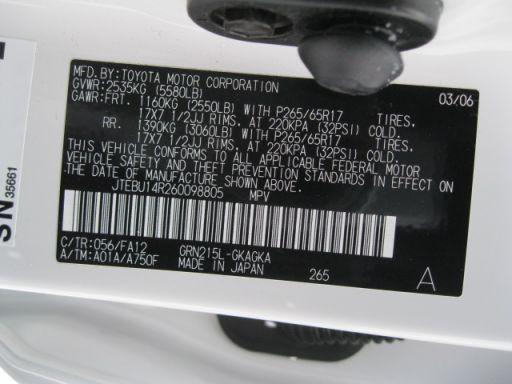 MFD.BY:TOYOTA MOTOR CORPORATION 03/06
GVWR:2535KG (5580LB)
GAWR:FRT. 1160KG (2550LB) WITH P265/65R17 TIRES,
17X7 1/2JJ RIMS, AT 220KPA (32PSI) COLD.
RR. 1390KG (3060LB) WITH P265/65R17 TIRES,
17X7 1/2JJ RIMS, AT 220KPA (32PSI) COLD.
THIS VEHICLE CONFORMS TO ALL APPLICABLE FEDERAL MOTOR
VEHICLE SAFETY AND THEFT PREVENTION STANDARDS IN EFFECT ON
THE DATE OF MANUFACTURE SHOWN ABOVE.
JTEBU14R260098805 MPV
C/TR:056/FA12 GRN215L-GKAGKA
A/TM:A01A/A750F MADE IN JAPAN 265 A
SN
35661